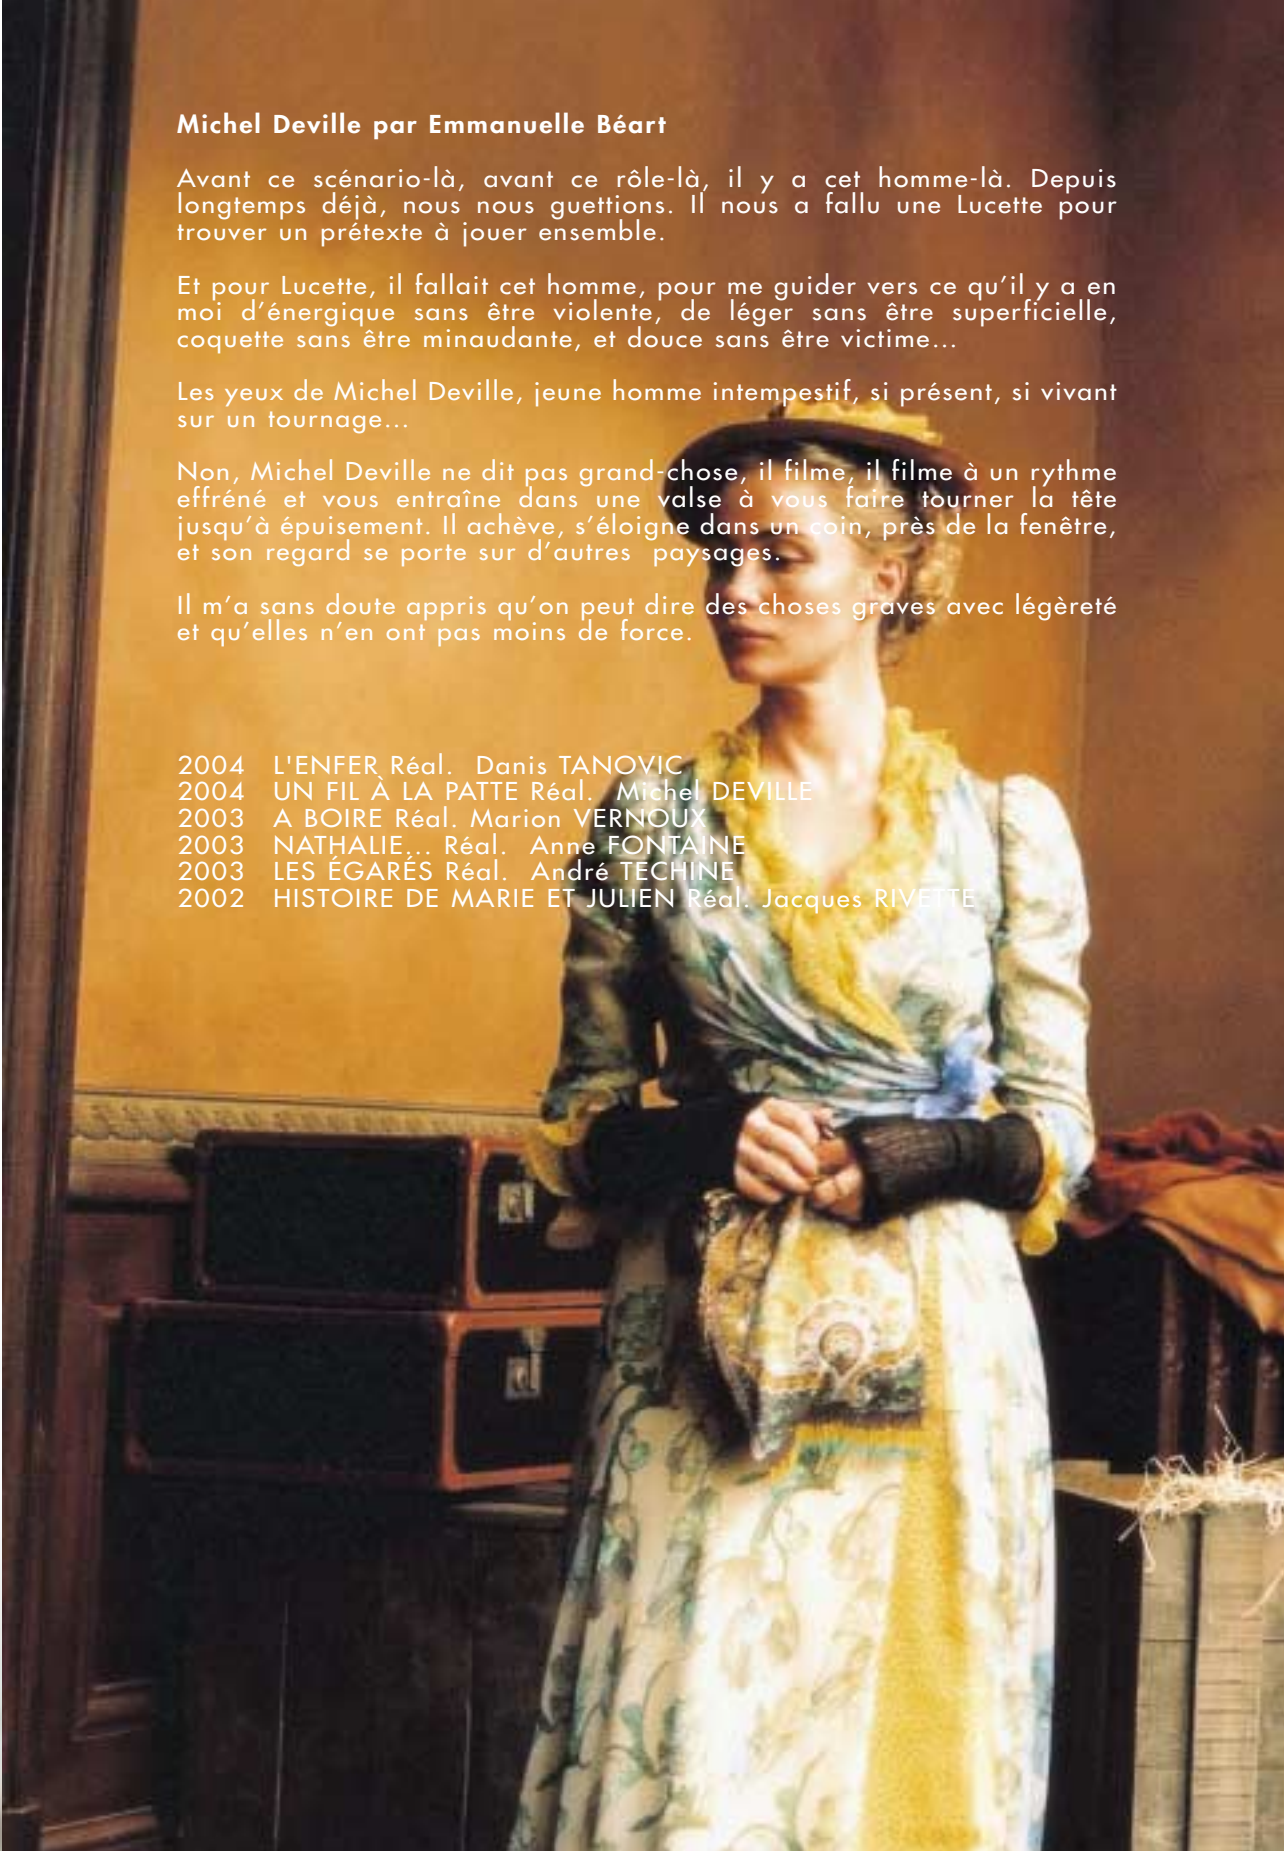 Michel Deville par Emmanuelle Béart
Avant ce scénario-là, avant ce rôle-là, il y a cet homme-là. Depuis
longtemps déjà, nous nous guettions. Il nous a fallu une Lucette pour
trouver un prétexte à jouer ensemble.
Et pour Lucette, il fallait cet homme, pour me guider vers ce qu’il y a en
moi d’énergique sans être violente, de léger sans être superficielle,
coquette sans être minaudante, et douce sans être victime...
Les yeux de Michel Deville, jeune homme intempestif, si présent, si vivant
sur un tournage...
Non, Michel Deville ne dit pas grand-chose, il filme, il filme à un rythme
effréné et vous entraîne dans une valse à vous faire tourner la tête
jusqu’à épuisement. Il achève, s’éloigne dans un coin, près de la fenêtre,
et son regard se porte sur d’autres paysages.
Il m’a sans doute appris qu’on peut dire des choses graves avec légèreté
et qu’elles n’en ont pas moins de force.
2004 L'ENFER Réal. Danis TANOVIC
2004 UN FIL À LA PATTE Réal. Michel DEVILLE
2003 A BOIRE Réal. Marion VERNOUX
2003 NATHALIE... Réal. Anne FONTAINE
2003 LES ÉGARÉS Réal. André TECHINE
2002 HISTOIRE DE MARIE ET JULIEN Réal. Jacques RIVETTE